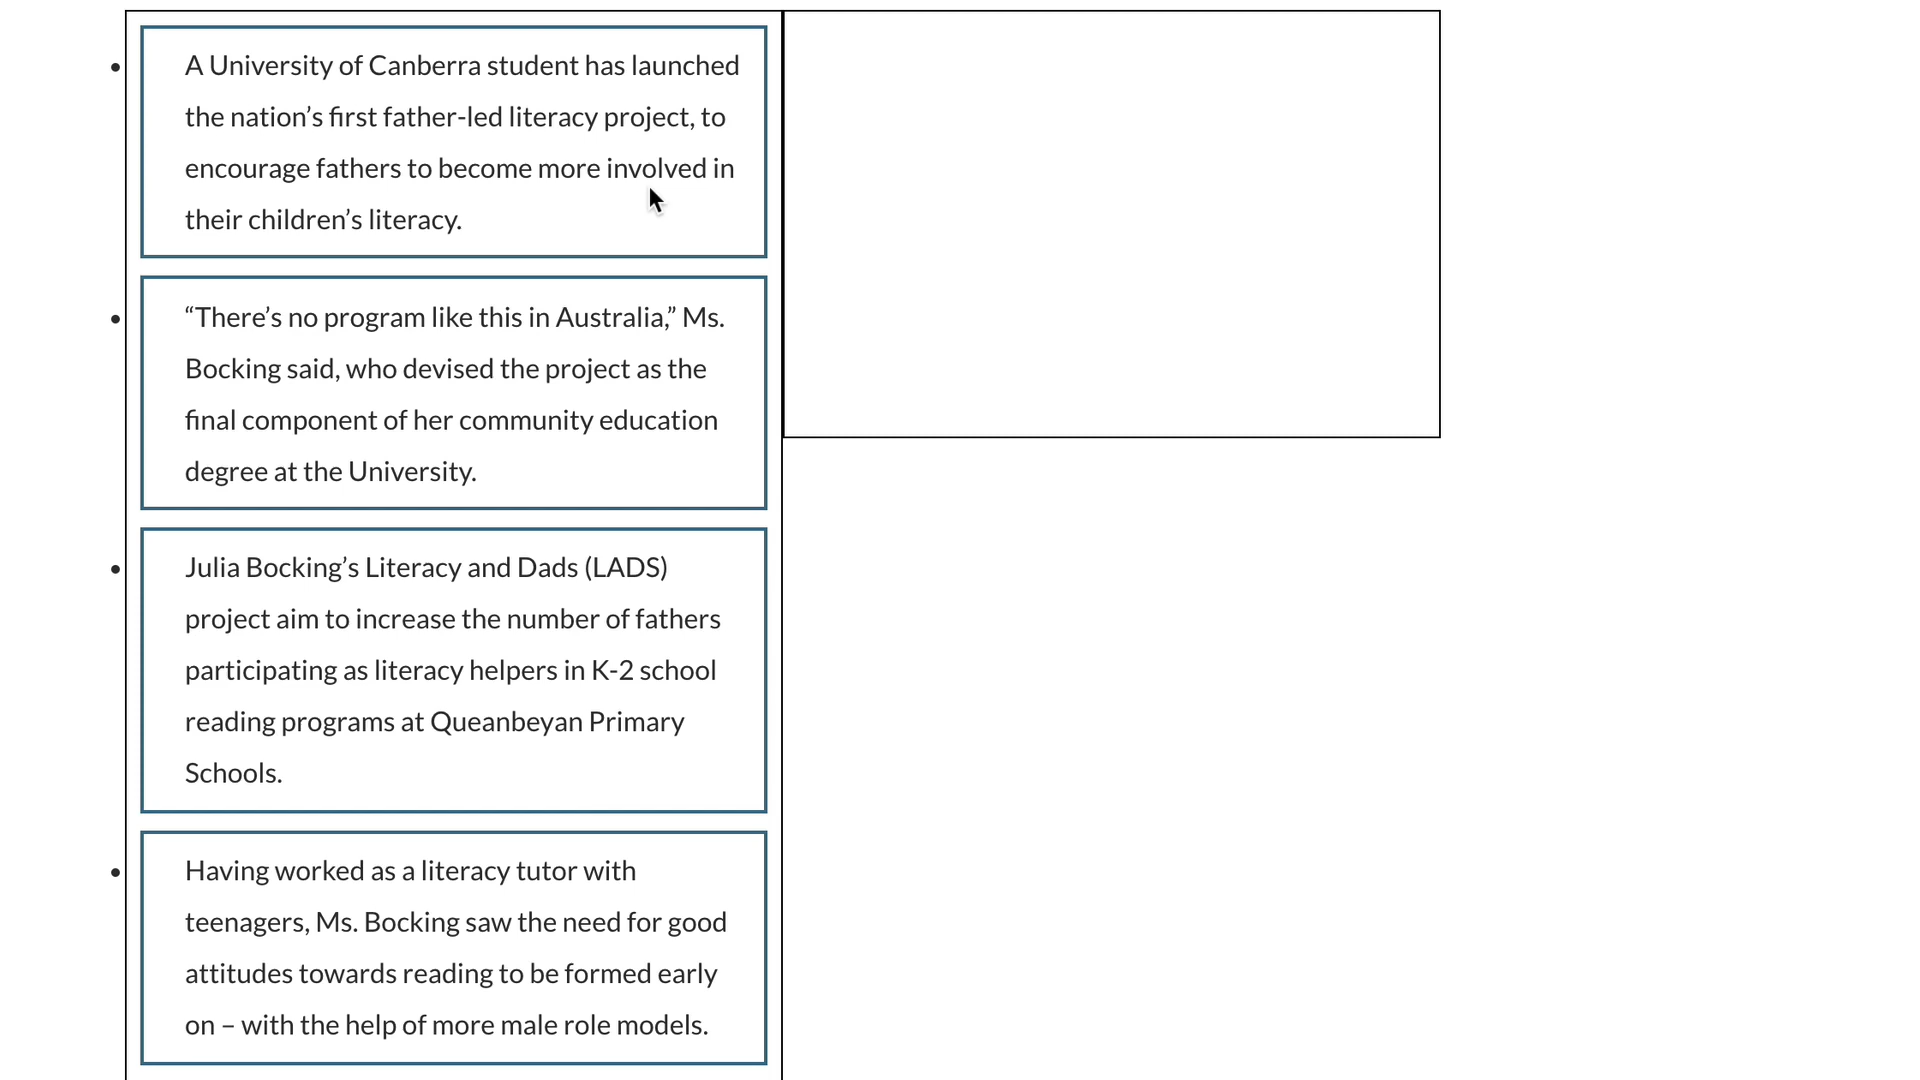 A University of Canberra student has launched
the nation’s first father-led literacy project, to
encourage fathers to become more involved in
their children’s literacy.
“There’s no program like this in Australia,” Ms.
Bocking said, who devised the project as the
final component of her community education
degree at the University.
Julia Bocking’s Literacy and Dads (LADS)
project aim to increase the number of fathers
participating as literacy helpers in K-2 school
reading programs at Queanbeyan Primary
Schools.
Having worked as a literacy tutor with
teenagers, Ms. Bocking saw the need for good
attitudes towards reading to be formed early
on – with the help of more male role models.